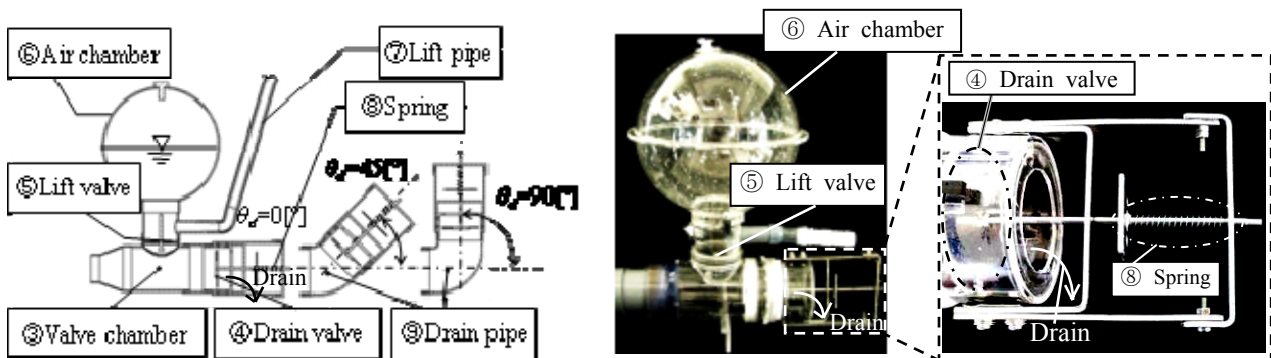 ⑥Air chamber
⑦Lift pipe
⑧Spring
⑤Lift valve
θd=45[°]
θd=90[°]
θd=0[°]
Drain
③Valve chamber
④Drain valve
⑨Drain pipe
⑥ Air chamber
⑤ Lift valve
Drain
④ Drain valve
⑧ Spring
Drain